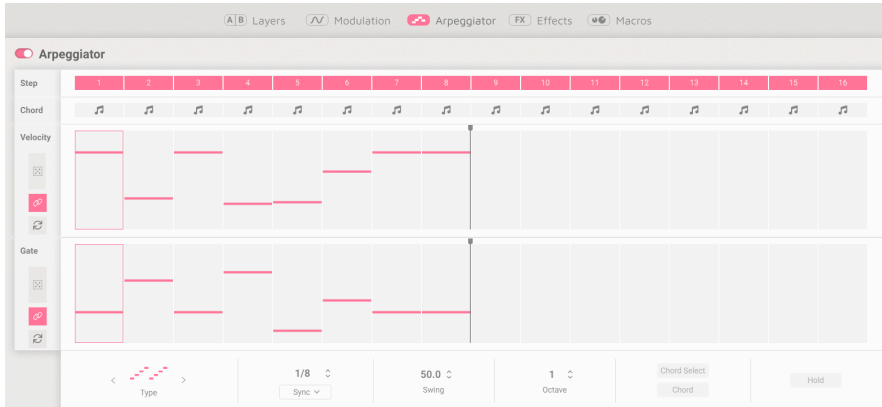 A B Layers Modulation Arpeggiator FX Effects Macros
Arpeggiator
Step 1 2 3 4 5 6 7 8 9 10 11 12 13 14 15 16
Chord
Velocity
Gate
1/8 50.0 1 Chord Select
Type Sync Swing Octave Chord Hold